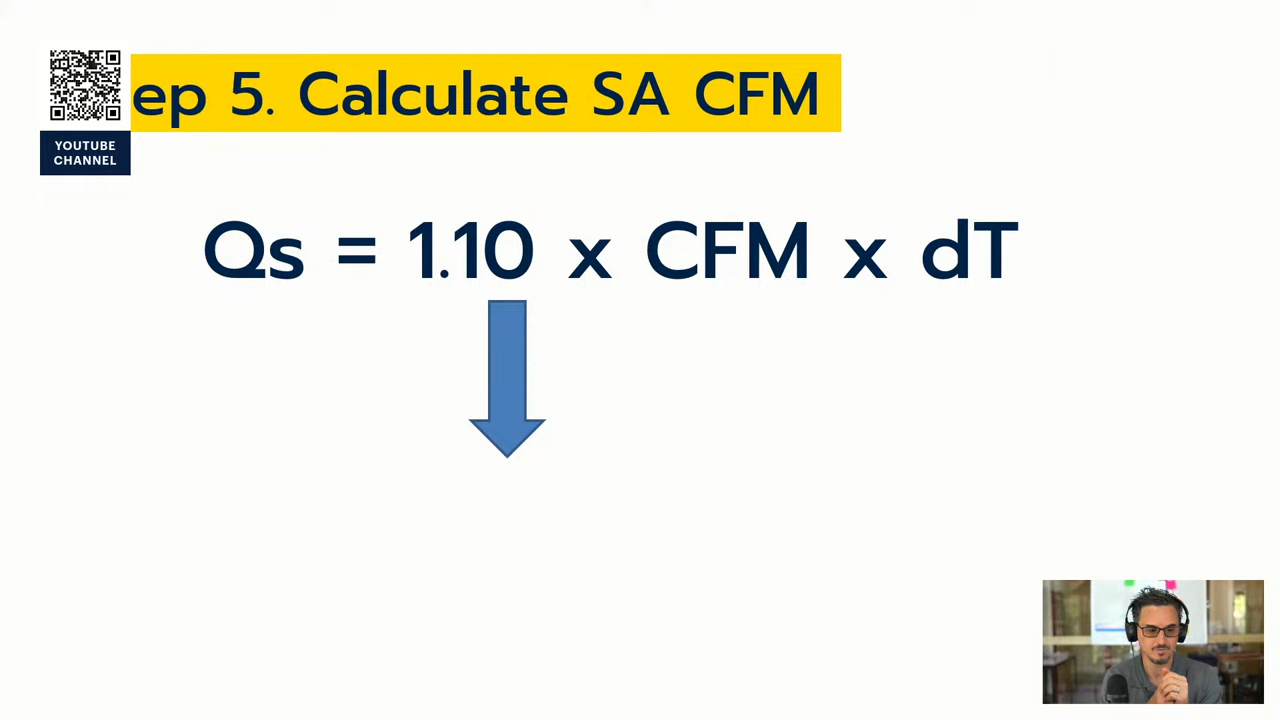 ep 5. Calculate SA CFM
YOUTUBE
CHANNEL
Qs = 1.10 x CFM x dT